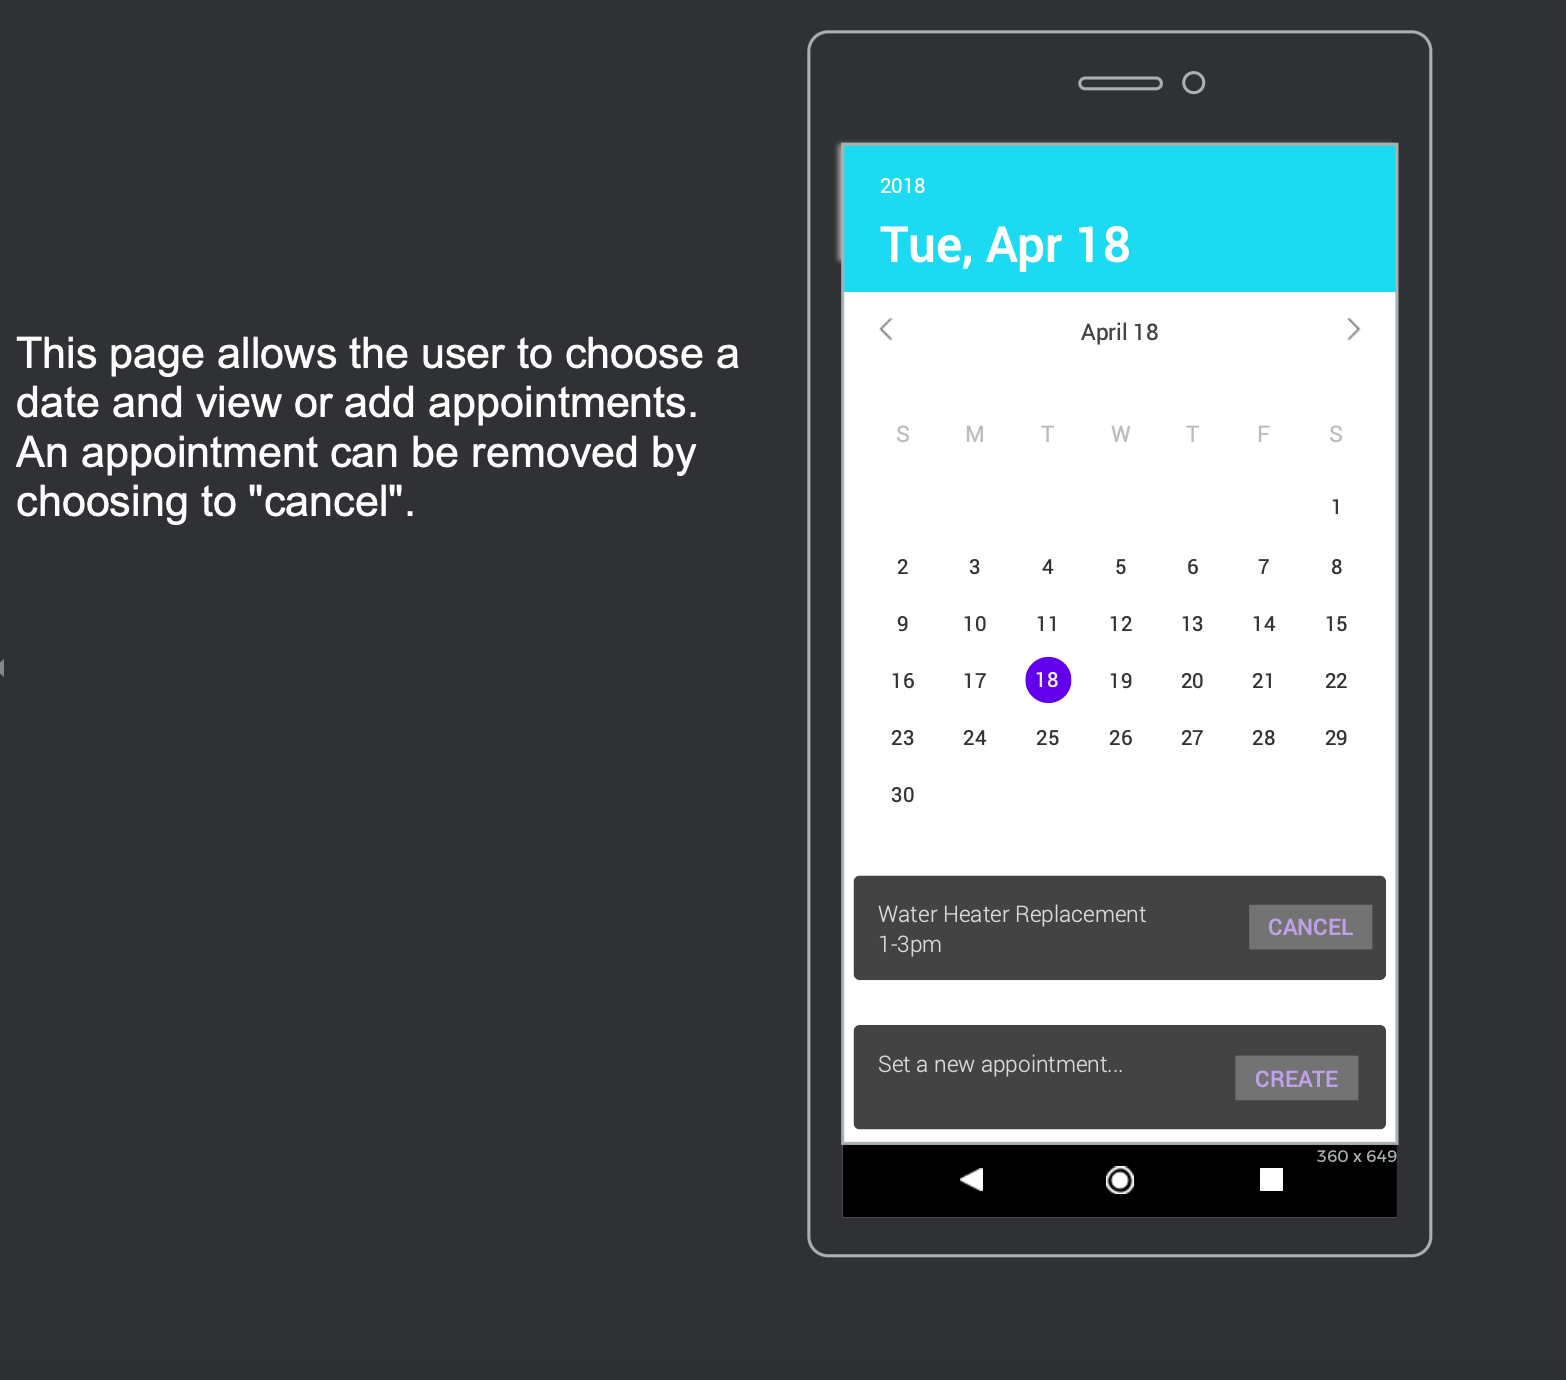 This page allows the user to choose a
date and view or add appointments.
An appointment can be removed by
choosing to "cancel".
2018
Tue, Apr 18
April 18
S M T W T F S
1
2 3 4 5 6 7 8
9 10 11 12 13 14 15
16 17 18 19 20 21 22
23 24 25 26 27 28 29
30
Water Heater Replacement
1-3pm
CANCEL
Set a new appointment...
CREATE
360 x 649